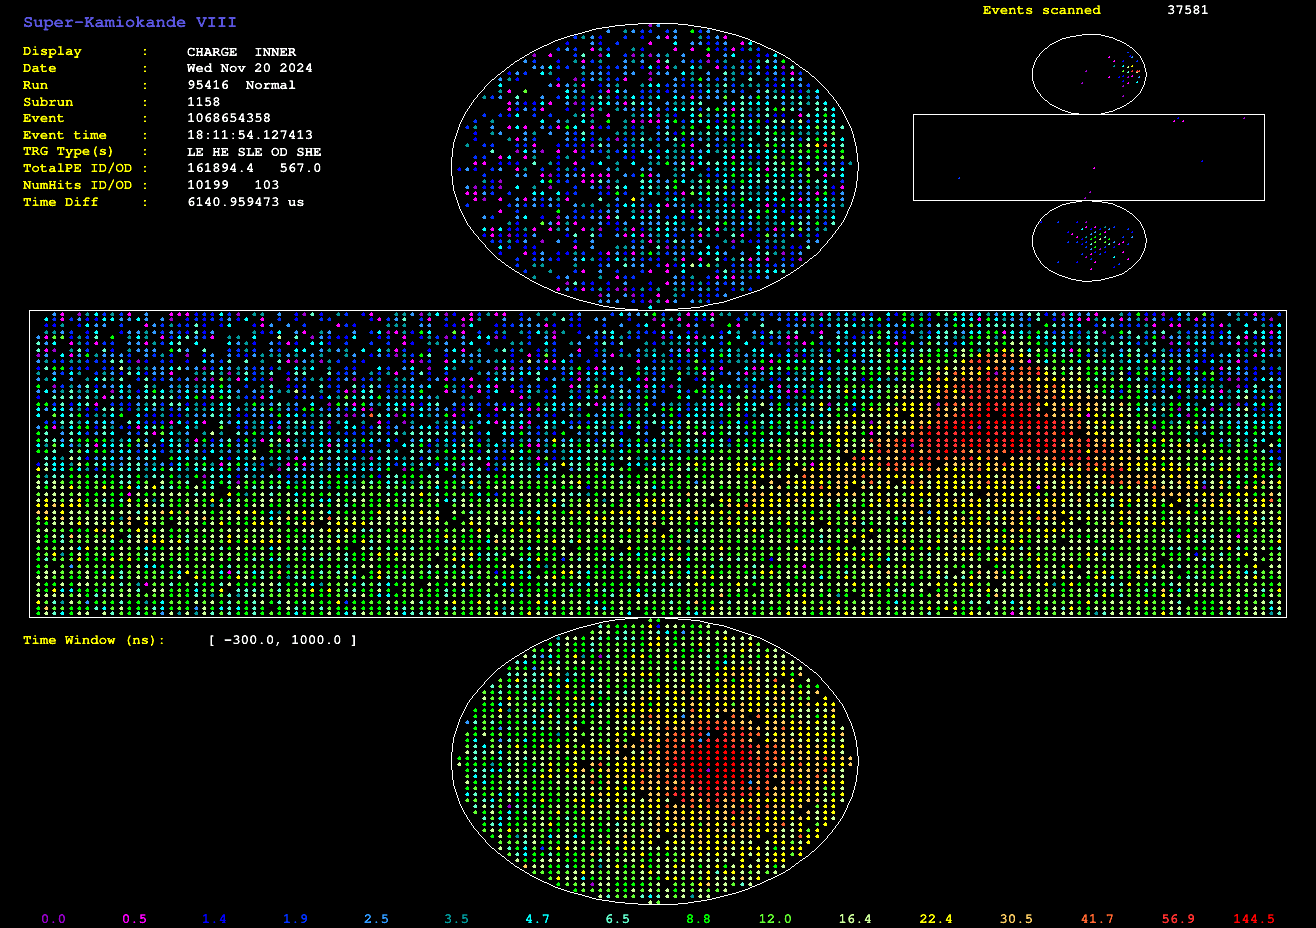 Super-Kamiokande VIII
Events scanned 37581
Display : CHARGE INNER
Date : Wed Nov 20 2024
Run : 95416 Normal
Subrun : 1158
Event : 1068654358
Event time : 18:11:54.127413
TRG Type(s) : LE HE SLE OD SHE
TotalPE ID/OD : 161894.4 567.0
NumHits ID/OD : 10199 103
Time Diff : 6140.959473 us
Time Window (ns): [ -300.0, 1000.0 ]
0.0 0.5 1.4 1.9 2.5 3.5 4.7 6.5 8.8 12.0 16.4 22.4 30.5 41.7 56.9 144.5